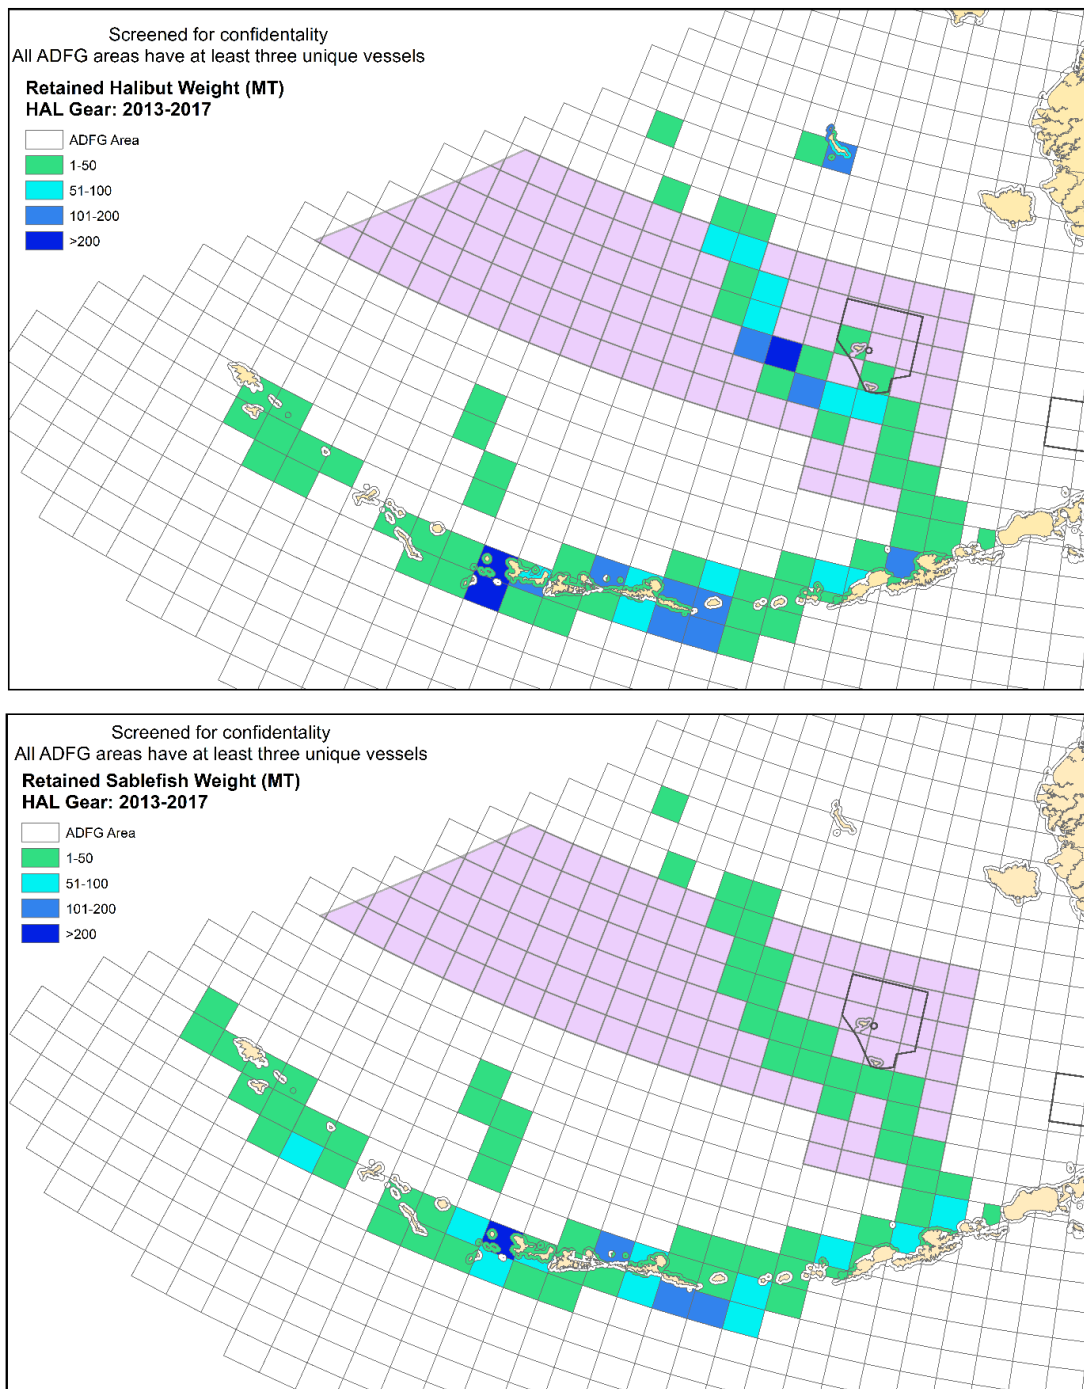 Screened for confidentality
All ADFG areas have at least three unique vessels
Retained Halibut Weight (MT)
HAL Gear: 2013-2017
ADFG Area
1-50
51-100
101-200
>200
Screened for confidentality
All ADFG areas have at least three unique vessels
Retained Sablefish Weight (MT)
HAL Gear: 2013-2017
ADFG Area
1-50
51-100
101-200
>200